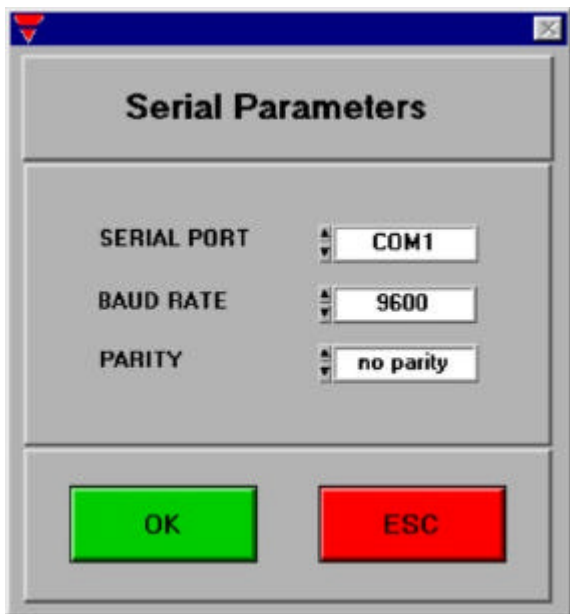 Serial Parameters
SERIAL PORT COM1
BAUD RATE 9600
PARITY no parity
OK ESC